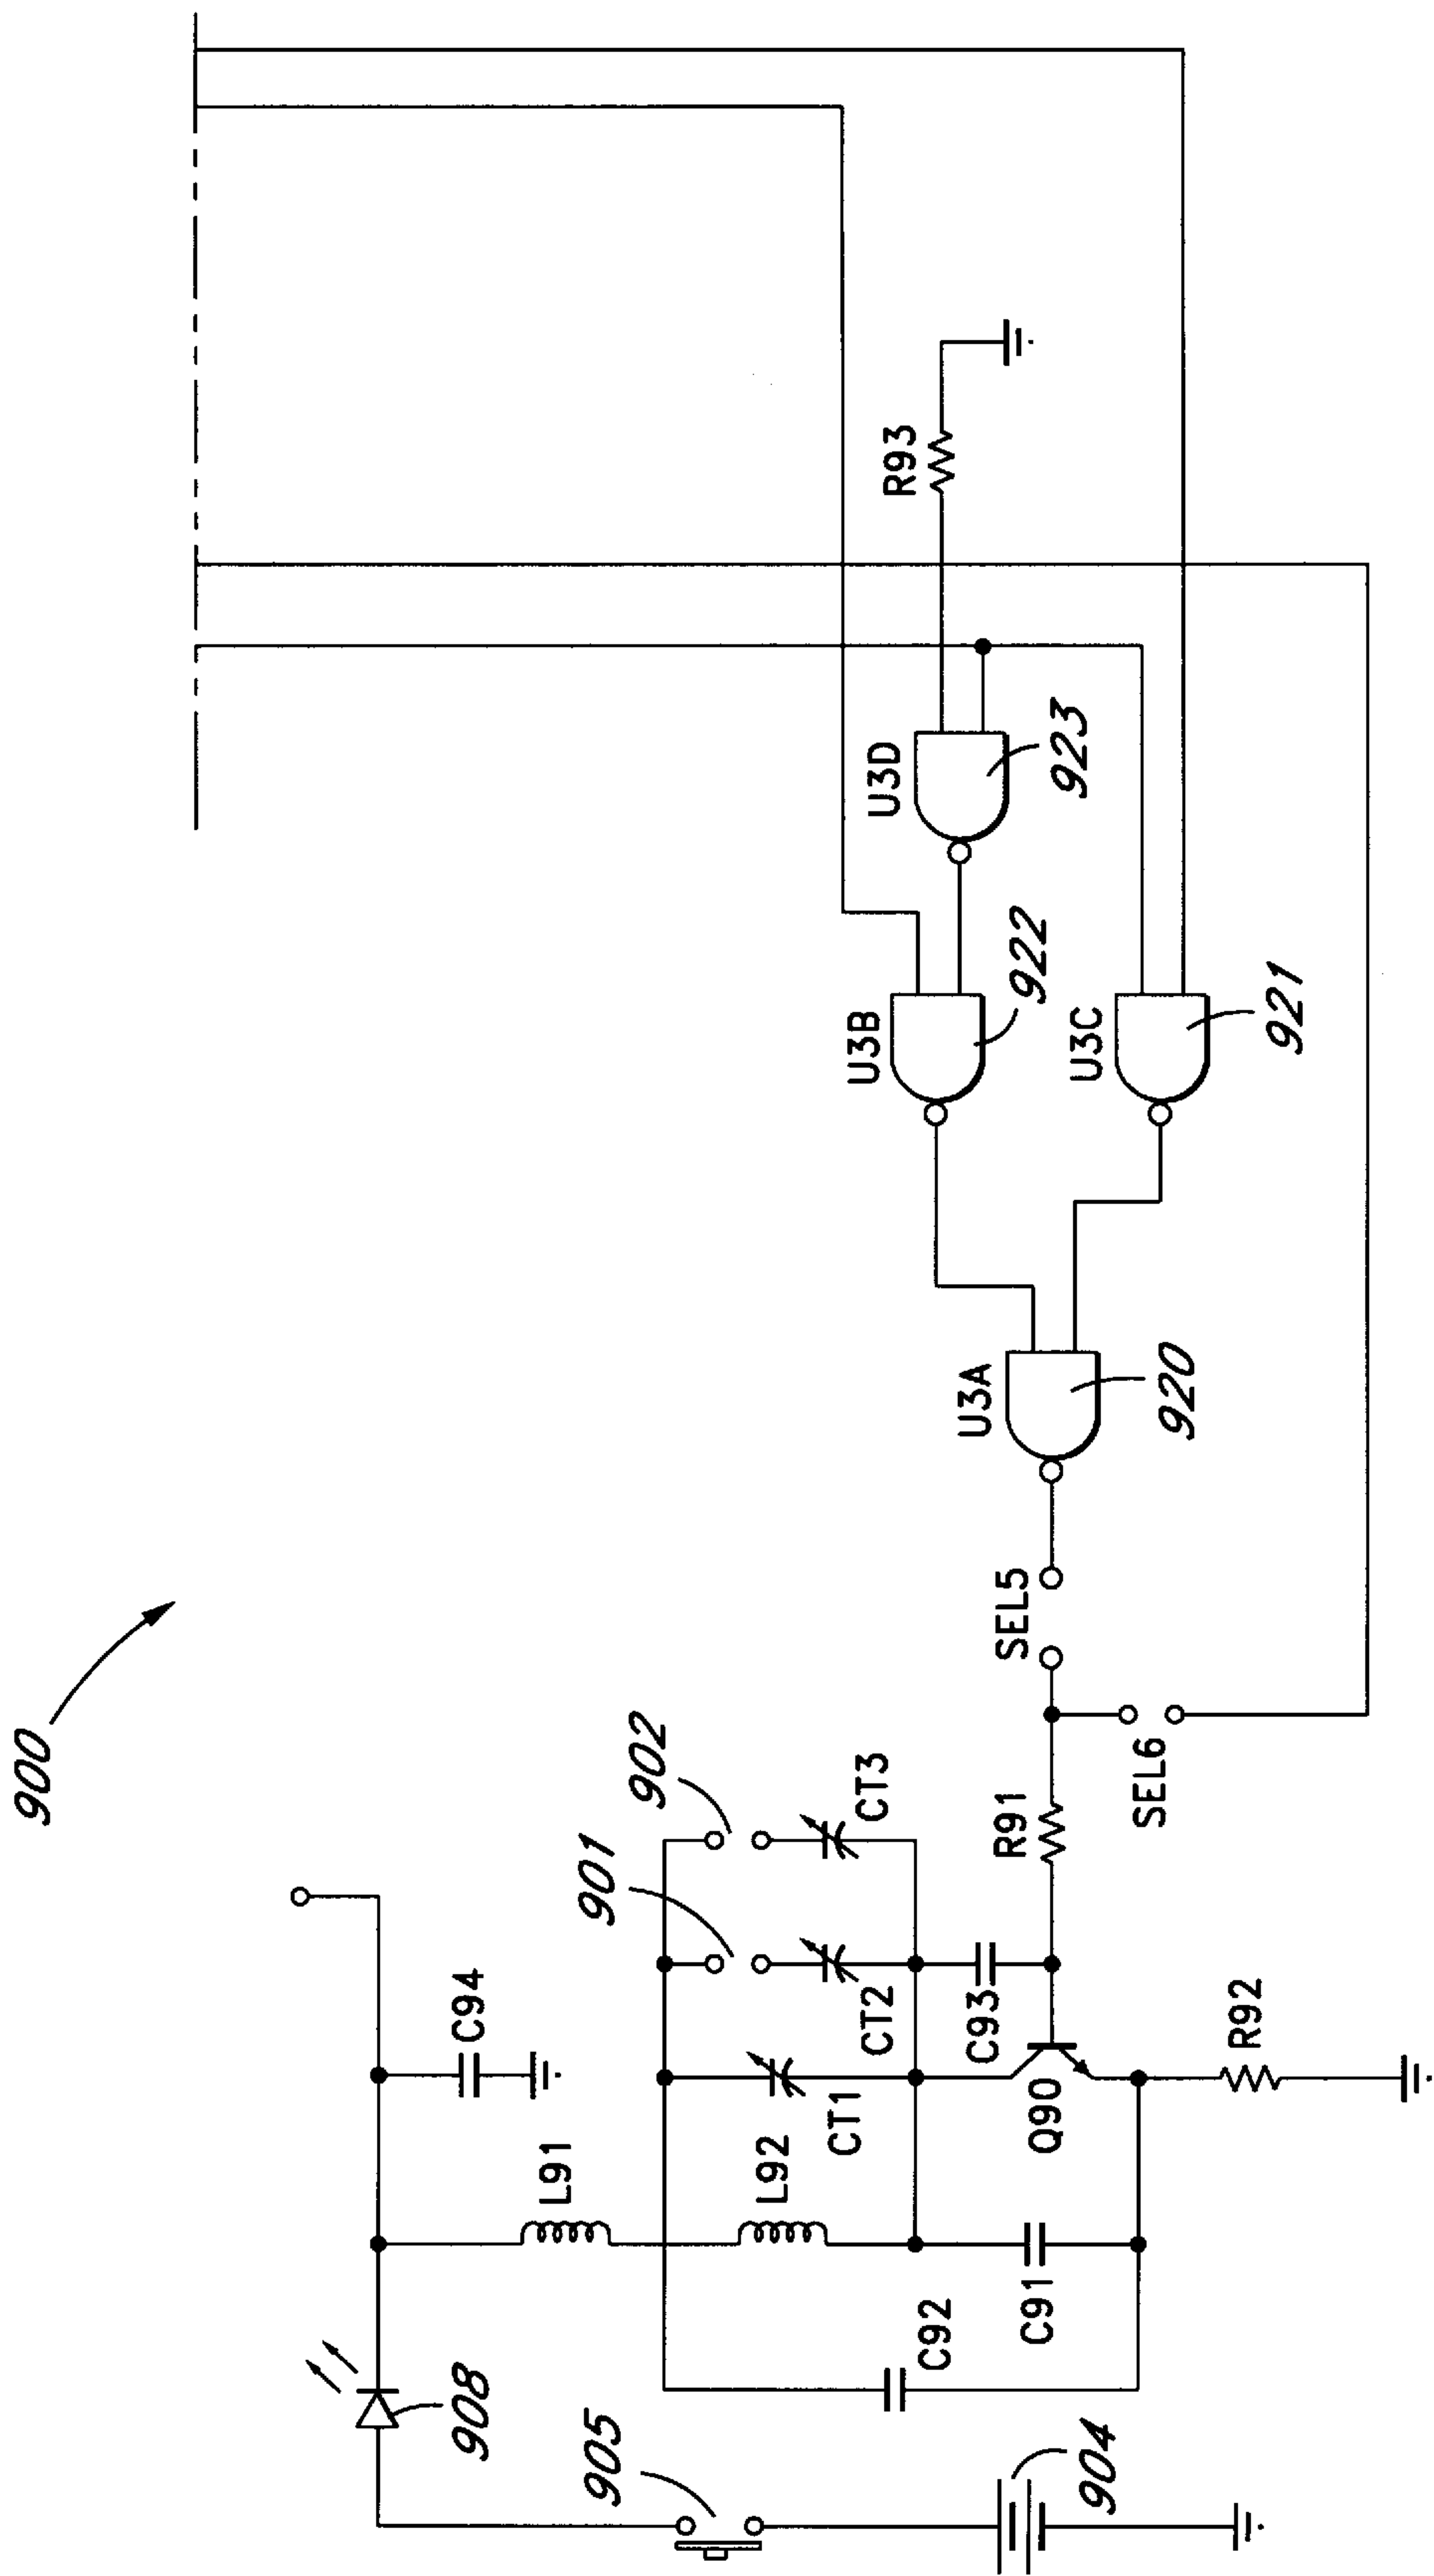 900
908
905
904
C94
L91
L92
C92
C91
901
902
CT1
CT2
CT3
C93
Q90
R92
R91
SEL6
SEL5
U3A
920
U3B
922
U3C
921
U3D
923
R93